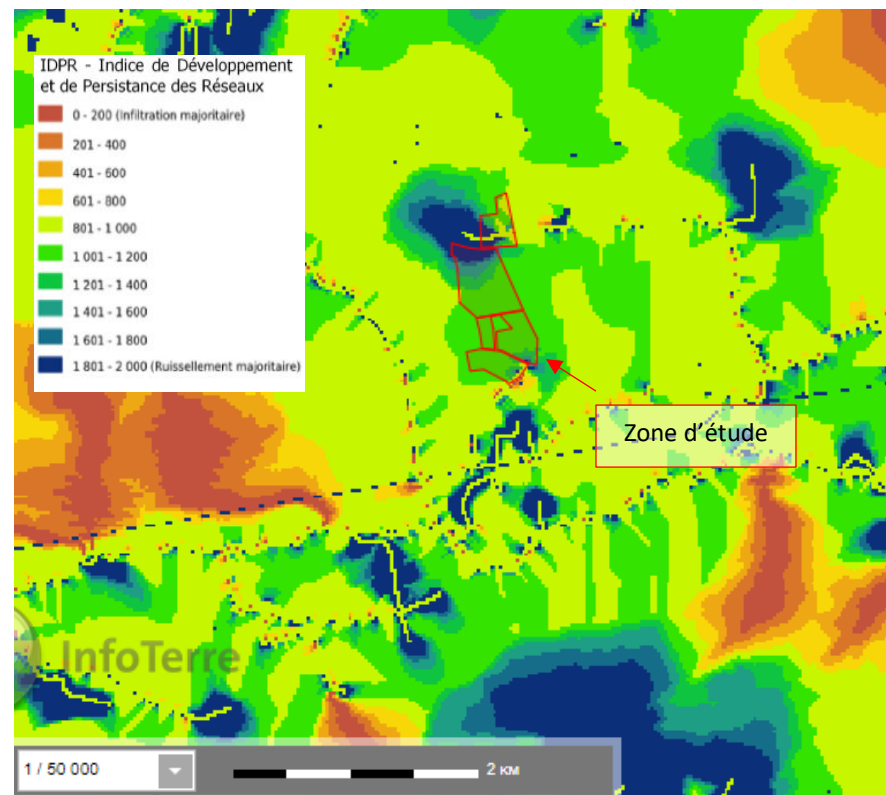 IDPR - Indice de Développement
et de Persistance des Réseaux
0 - 200 (Infiltration majoritaire)
201 - 400
401 - 600
601 - 800
801 - 1 000
1 001 - 1 200
1 201 - 1 400
1 401 - 1 600
1 601 - 1 800
1 801 - 2 000 (Ruissellement majoritaire)
Zone d'étude
InfoTerre
1 / 50 000
2 KM